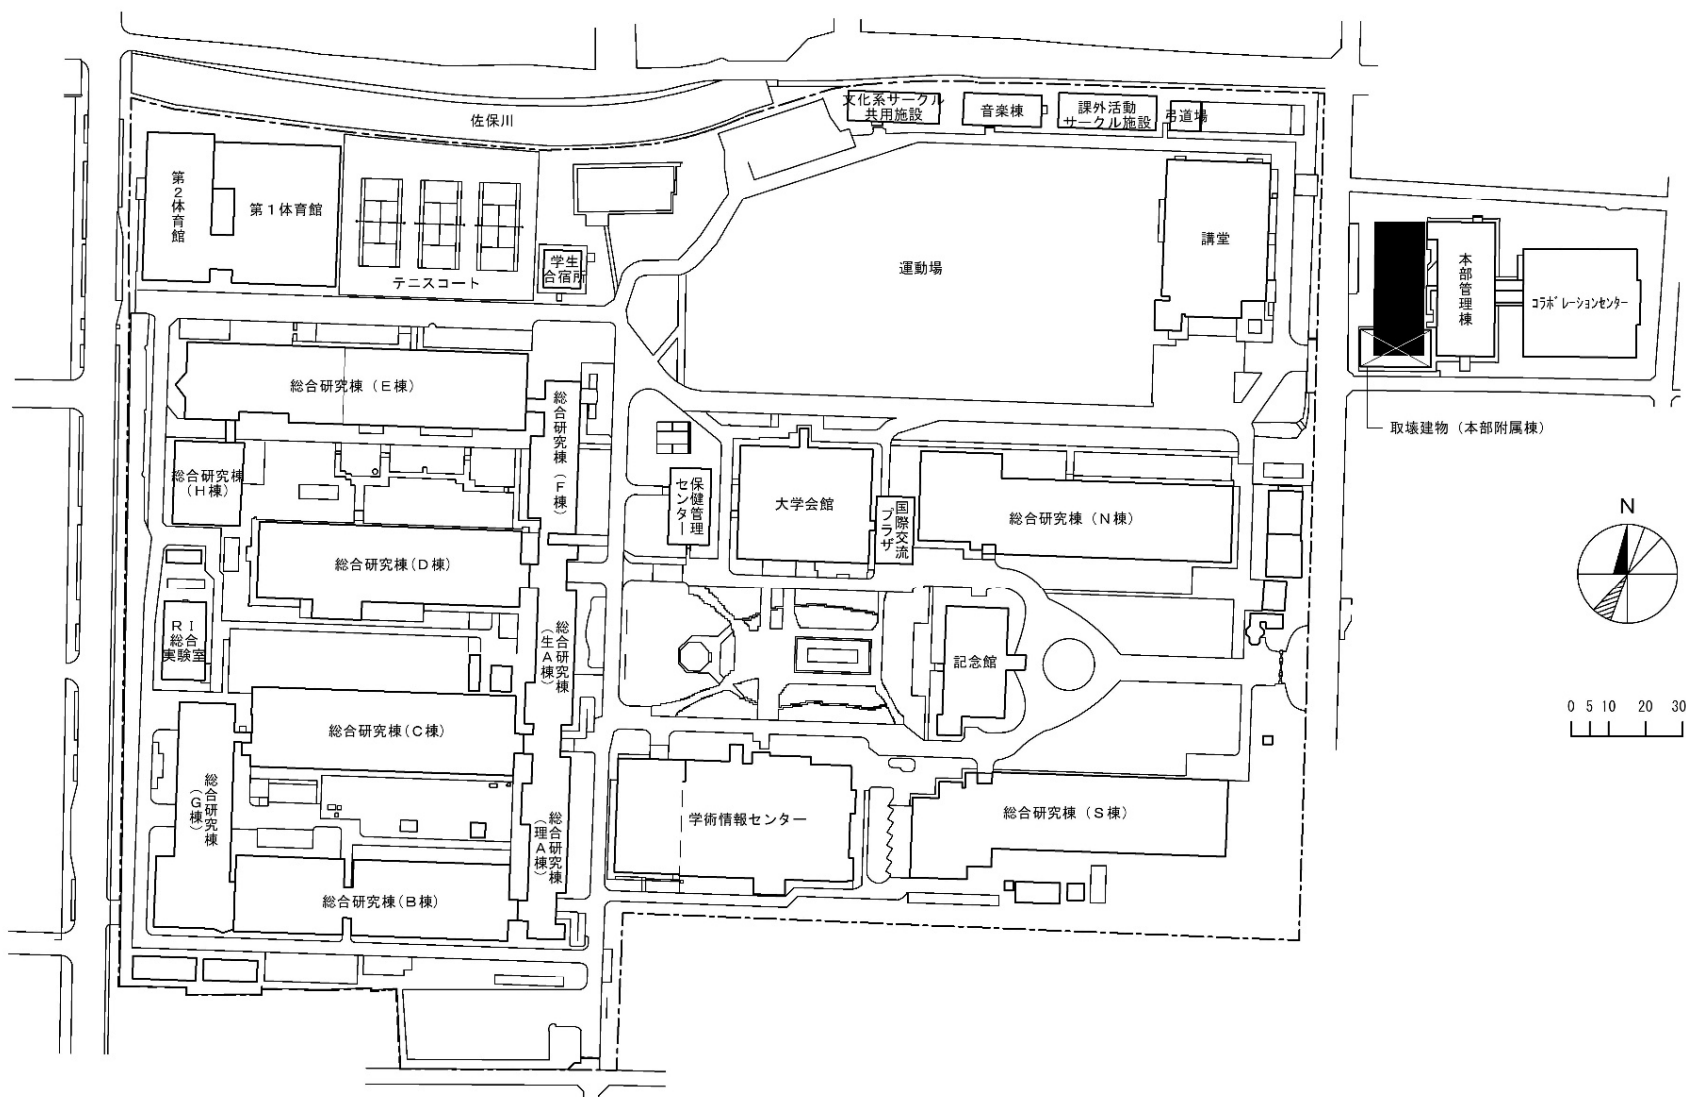 佐保川
文化系サークル
共用施設
音楽棟
課外活動
サークル施設
弓道場
第2体育館
第1体育館
テニスコート
学生
合宿所
運動場
講堂
本部管理棟
コラボレーションセンター
取壊建物（本部附属棟）
総合研究棟（E棟）
総合研究棟（F棟）
総合研究棟
（H棟）
保健管理
センター
大学会館
国際交流
プラザ
総合研究棟（N棟）
N
総合研究棟(D棟)
RI
総合
実験室
総合研究棟
（生A棟）
記念館
0 5 10 20 30
総合研究棟(C棟)
総合研究棟
（G棟）
総合研究棟
（理A棟）
学術情報センター
総合研究棟（S棟）
総合研究棟(B棟)